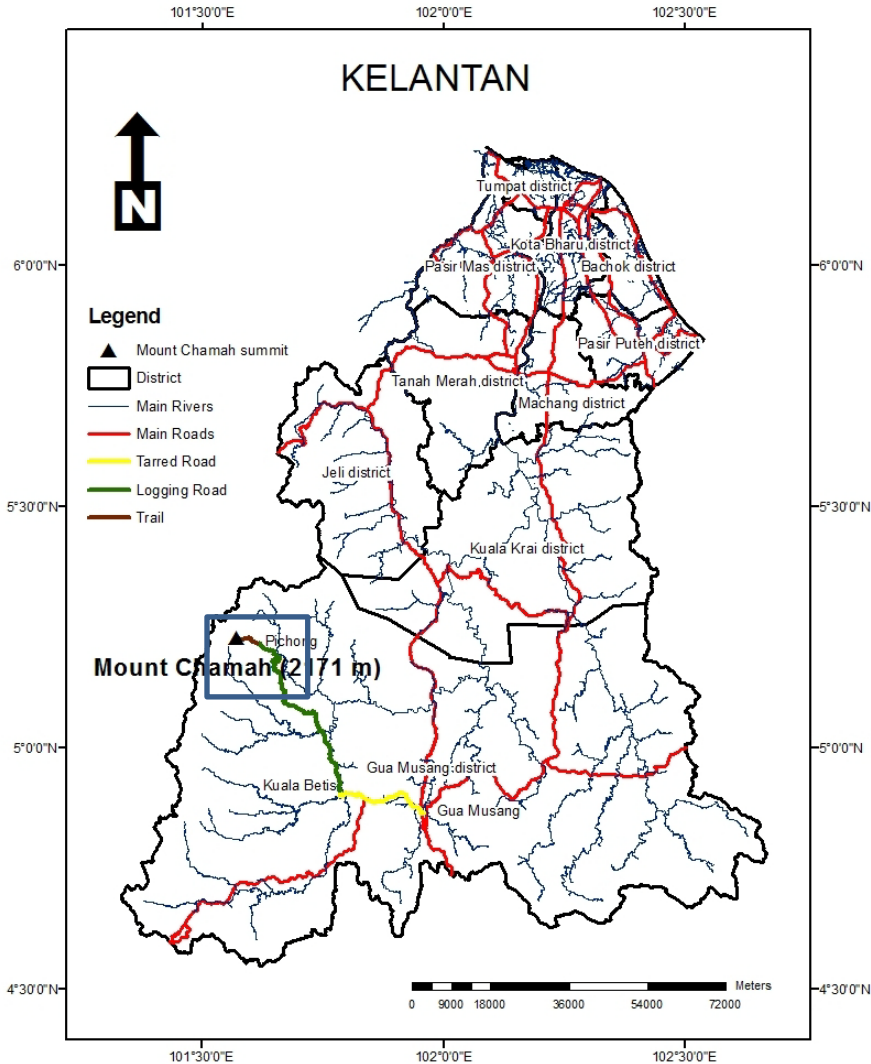 101°30'0"E 102°0'0"E 102°30'0"E
KELANTAN
N
Tumpat district
Kota Bharu district
6°0'0"N Pasir Mas district Bachok district 6°0'0"N
Legend
Mount Chamah summit
District
Main Rivers
Main Roads
Tarred Road
Logging Road
Trail
Pasir Puteh district
Tanah Merah district
Machang district
Jeli district
5°30'0"N 5°30'0"N
Kuala Krai district
Pichong
Mount Chamah (2171 m)
5°0'0"N 5°0'0"N
Gua Musang district
Kuala Betis
Gua Musang
4°30'0"N 4°30'0"N
Meters
0 9000 18000 36000 54000 72000
101°30'0"E 102°0'0"E 102°30'0"E